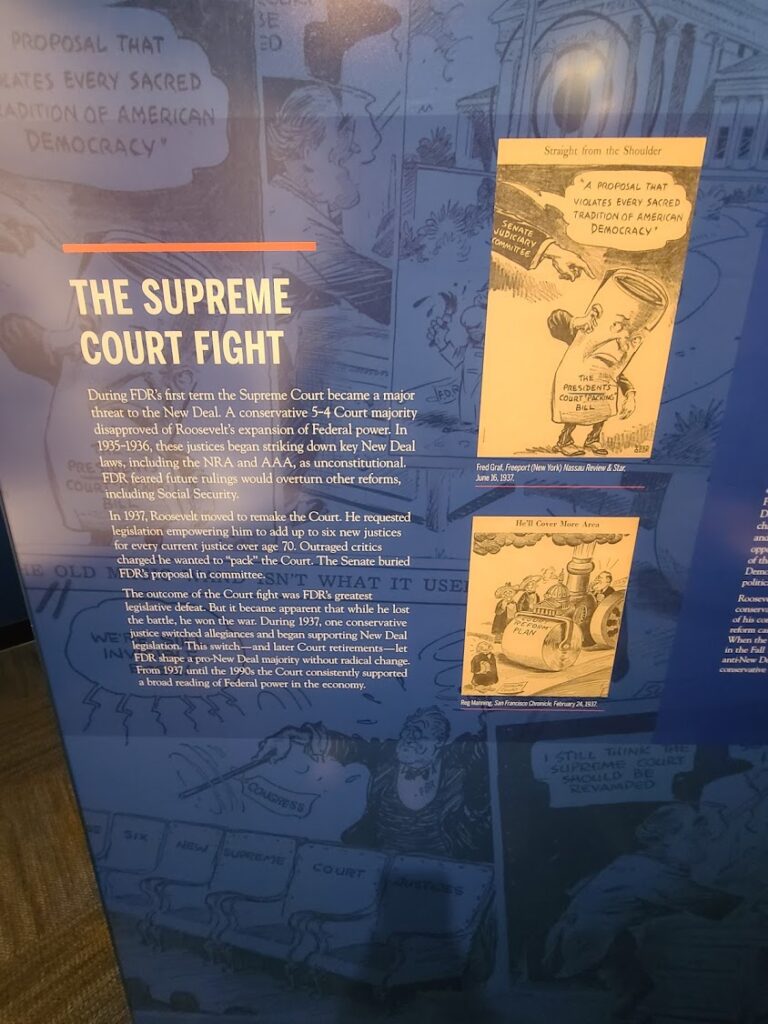 PROPOSAL THAT
VIOLATES EVERY SACRED
TRADITION OF AMERICAN
DEMOCRACY"
THE SUPREME
COURT FIGHT
During FDR's first term the Supreme Court became a major
threat to the New Deal. A conservative 5-4 Court majority
disapproved of Roosevelt's expansion of Federal power. In
1935-1936, these justices began striking down key New Deal
laws, including the NRA and AAA, as unconstitutional.
FDR feared future rulings would overturn other reforms,
including Social Security.
In 1937, Roosevelt moved to remake the Court. He requested
legislation empowering him to add up to six new justices
for every current justice over age 70. Outraged critics
charged he wanted to "pack" the Court. The Senate buried
FDR's proposal in committee.
The outcome of the Court fight was FDR's greatest
legislative defeat. But it became apparent that while he lost
the battle, he won the war. During 1937, one conservative
justice switched allegiances and began supporting New Deal
legislation. This switch—and later Court retirements—let
FDR shape a pro-New Deal majority without radical change.
From 1937 until the 1990s the Court consistently supported
a broad reading of Federal power in the economy.
Straight from the Shoulder
"A PROPOSAL THAT
VIOLATES EVERY SACRED
TRADITION OF AMERICAN
DEMOCRACY"
SENATE
JUDICIARY
COMMITTEE
THE
PRESIDENTS
COURT PACKING
BILL
Fred Graf, Freeport (New York) Nassau Review & Star,
June 16, 1937.
He'll Cover More Area
REFORM
PLAN
Reg Manning, San Francisco Chronicle, February 24, 1937.
ISN'T WHAT IT USED
CONGRESS
SIX
NEW
SUPREME
COURT
JUSTICES
I STILL THINK THE
SUPREME COURT
SHOULD BE
REVAMPED